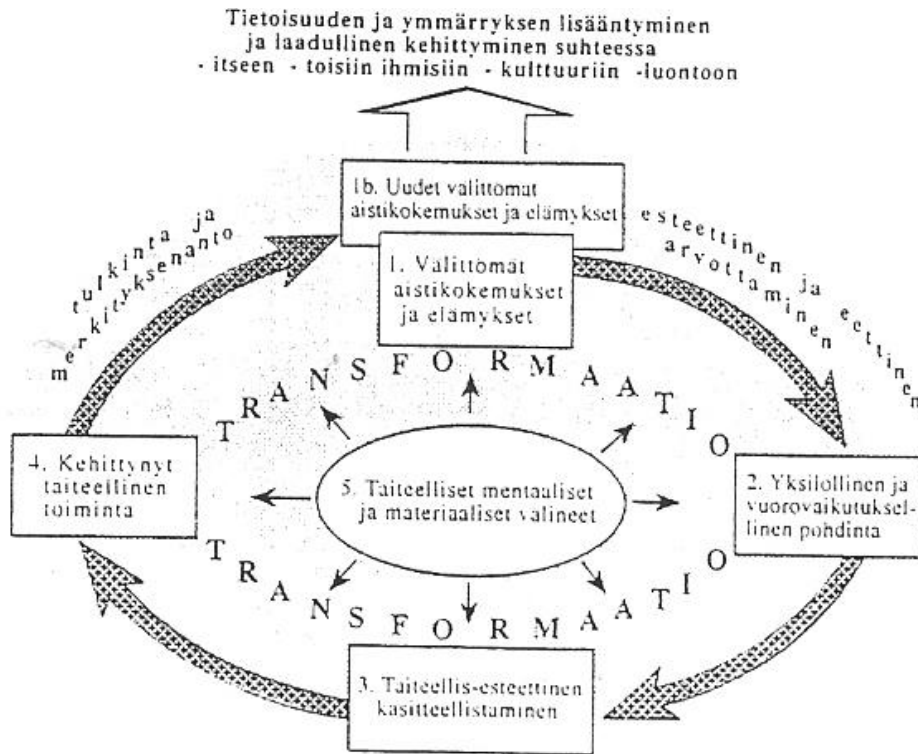 Tietoisuuden ja ymmärryksen lisääntyminen
ja laadullinen kehittyminen suhteessa
- itseen - toisiin ihmisiin - kulttuuriin -luontoon
1b. Uudet välittömät
aistikokemukset ja elämykset
1. Välittömät
aistikokemukset
ja elämykset
esteettinen ja eettinen
arvottaminen
tulkinta ja
merkityksenanto
TRANSFORMAATIO
4. Kehittynyt
taiteellinen
toiminta
5. Taiteelliset mentaaliset
ja materiaaliset välineet
2. Yksilöllinen ja
vuorovaikutuksel-
linen pohdinta
TRANSFORMAATIO
3. Taiteellis-esteettinen
käsitteellistäminen